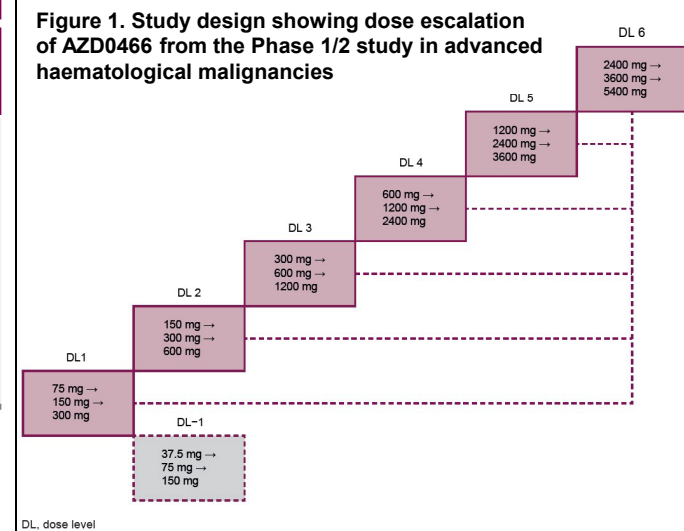 Figure 1. Study design showing dose escalation
of AZD0466 from the Phase 1/2 study in advanced
haematological malignancies
DL 6
2400 mg →
3600 mg →
5400 mg
DL 5
1200 mg →
2400 mg →
3600 mg
DL 4
600 mg →
1200 mg →
2400 mg
DL 3
300 mg →
600 mg →
1200 mg
DL 2
150 mg →
300 mg →
600 mg
DL1
75 mg →
150 mg →
300 mg
DL−1
37.5 mg →
75 mg →
150 mg
DL, dose level